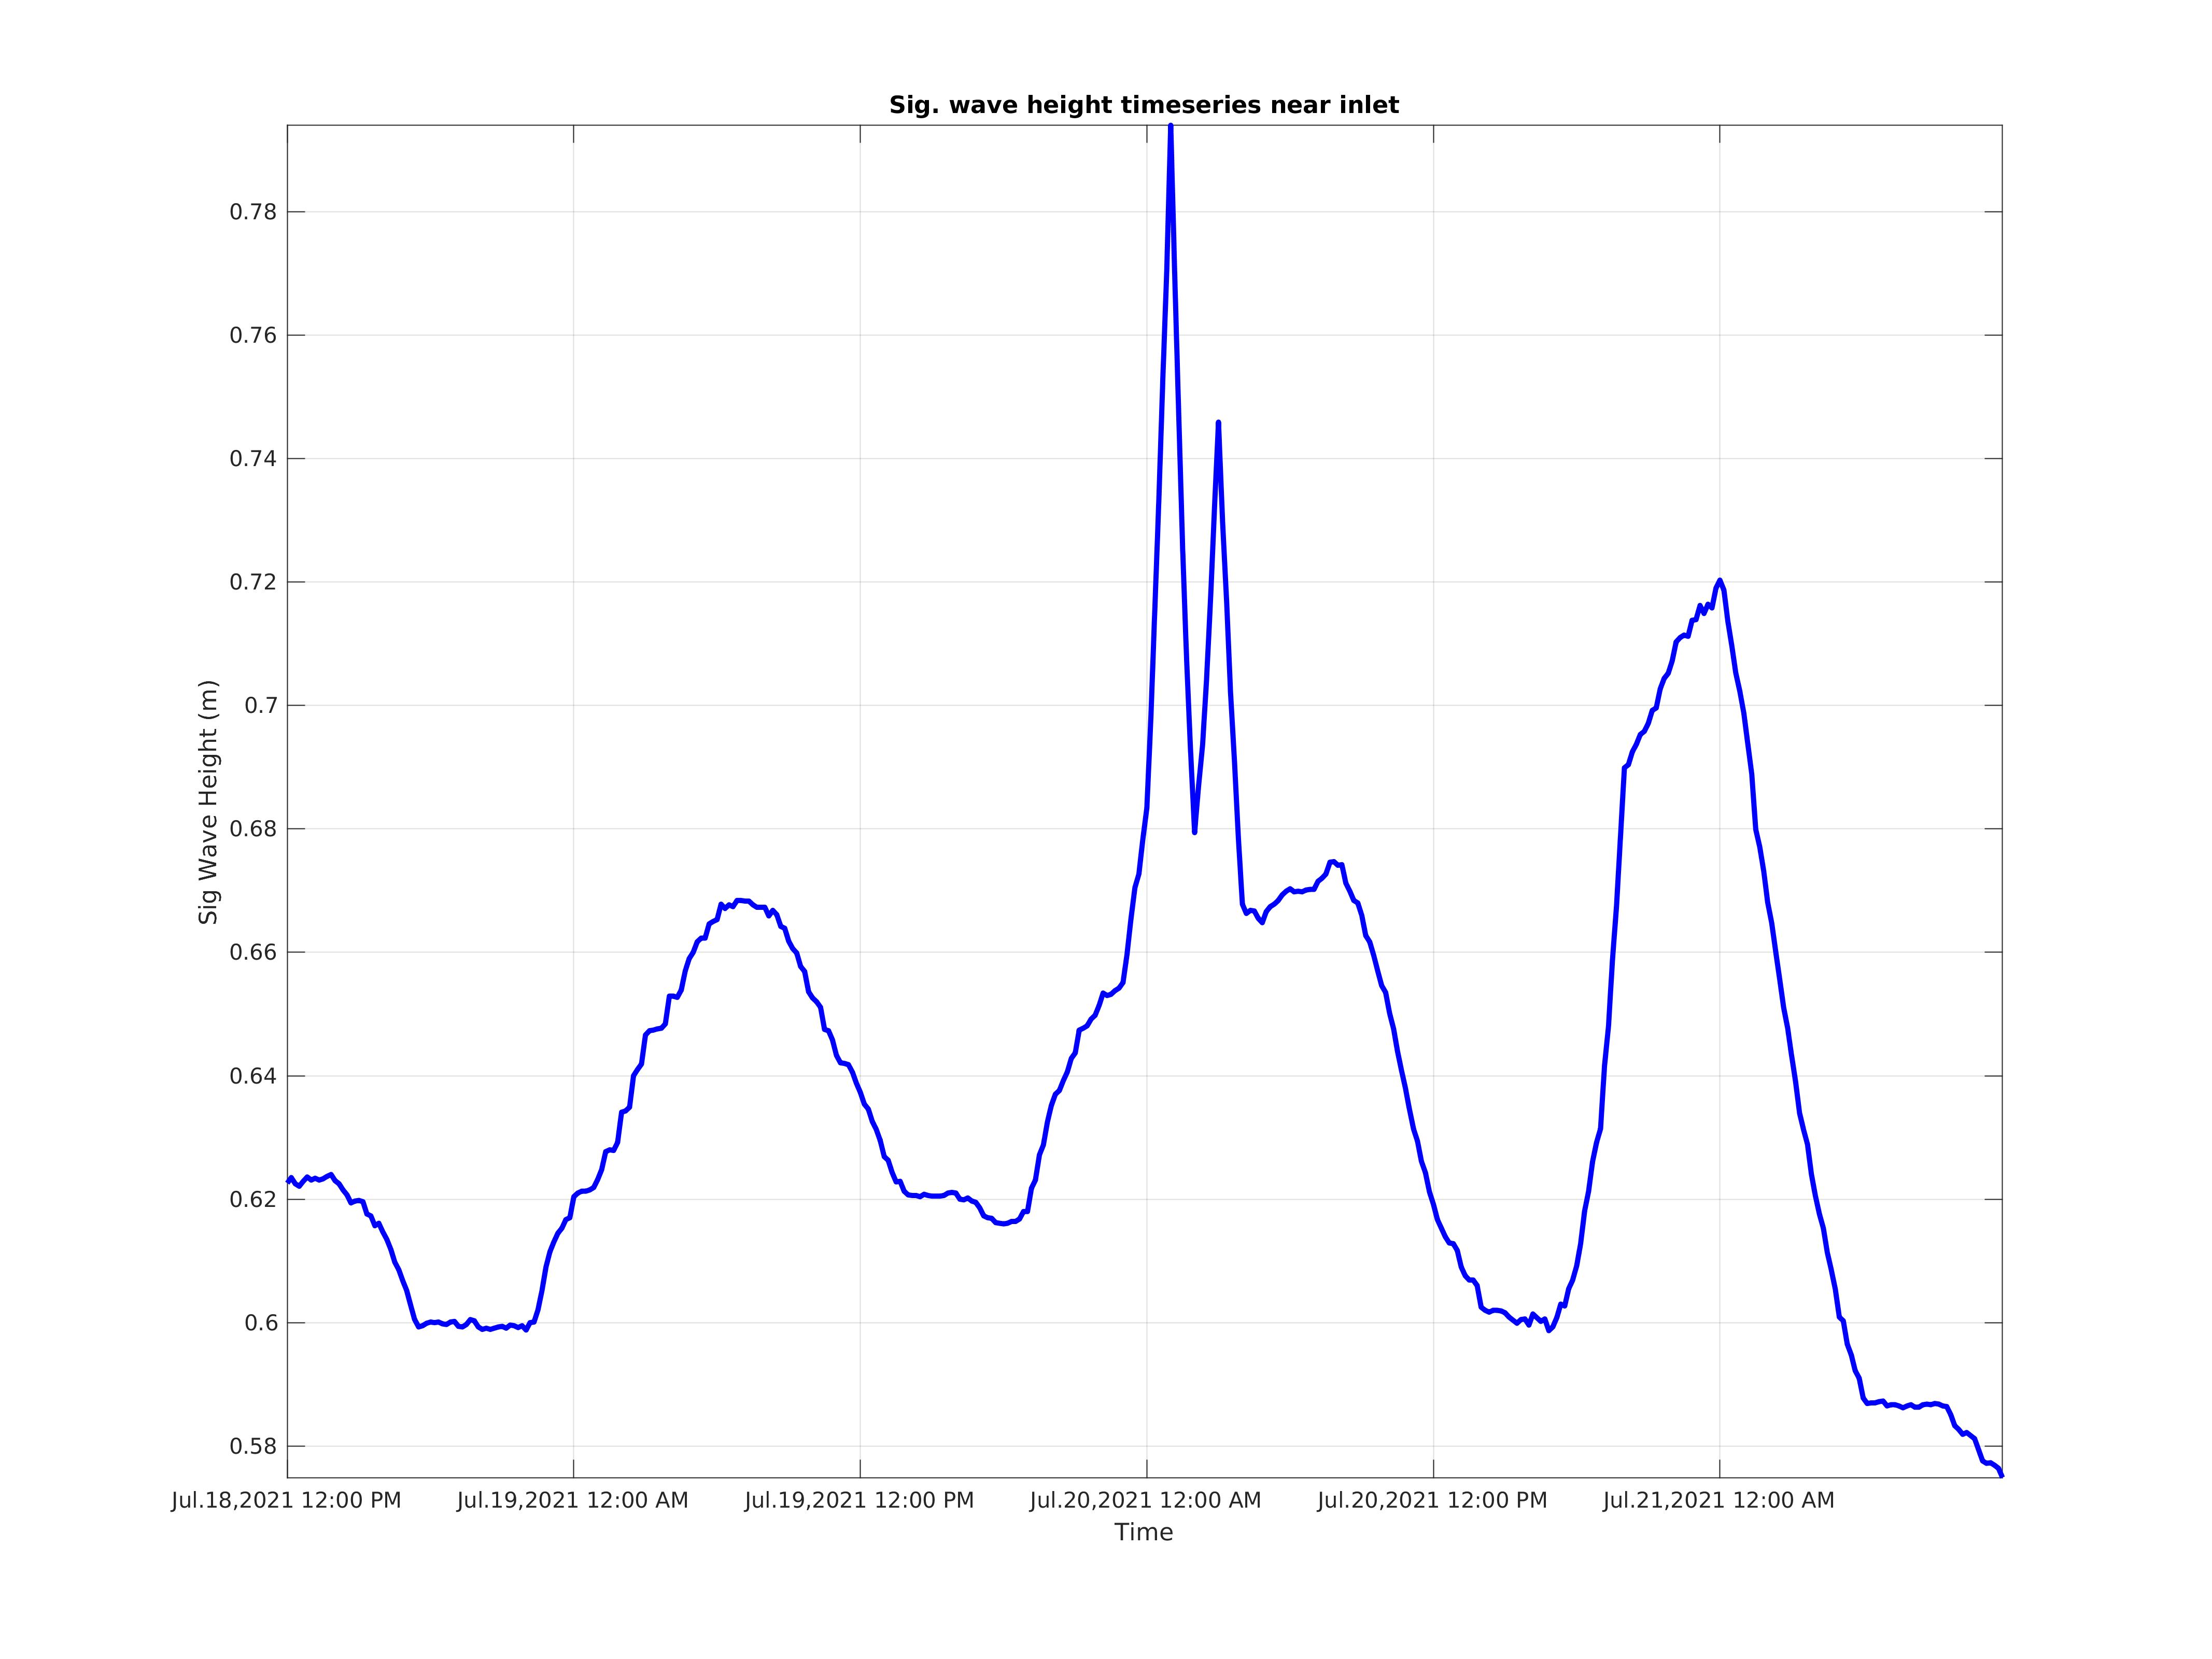 Sig. wave height timeseries near inlet
0.78
0.76
0.74
0.72
0.7
0.68
0.66
0.64
0.62
0.6
0.58
Sig Wave Height (m)
Jul.18,2021 12:00 PM
Jul.19,2021 12:00 AM
Jul.19,2021 12:00 PM
Jul.20,2021 12:00 AM
Jul.20,2021 12:00 PM
Jul.21,2021 12:00 AM
Time